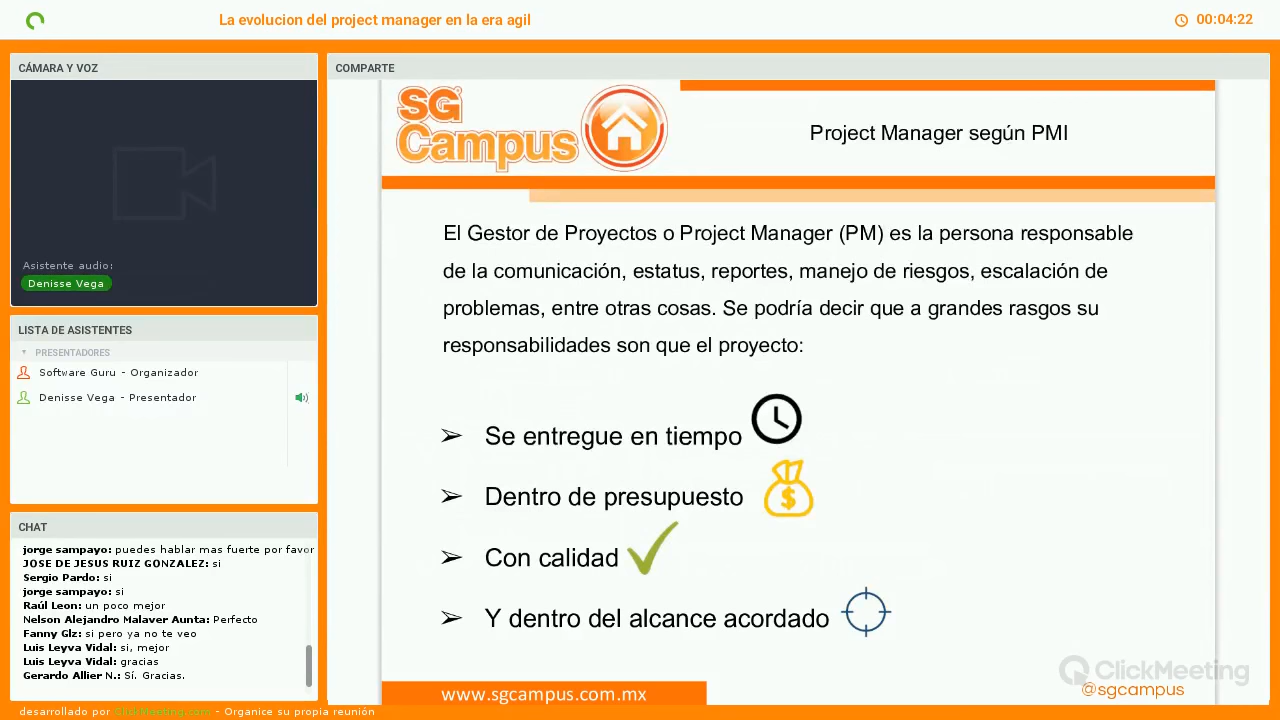 La evolucion del project manager en la era agil
00:04:22
CÁMARA Y VOZ
Asistente audio:
Denisse Vega
LISTA DE ASISTENTES
PRESENTADORES
Software Guru - Organizador
Denisse Vega - Presentador
CHAT
jorge sampayo: puedes hablar mas fuerte por favor
JOSE DE JESUS RUIZ GONZALEZ: si
Sergio Pardo: si
jorge sampayo: si
Raúl Leon: un poco mejor
Nelson Alejandro Malaver Aunta: Perfecto
Fanny Glz: si pero ya no te veo
Luis Leyva Vidal: si, mejor
Luis Leyva Vidal: gracias
Gerardo Allier N.: Sí. Gracias.
COMPARTE
SG
Campus
Project Manager según PMI
El Gestor de Proyectos o Project Manager (PM) es la persona responsable
de la comunicación, estatus, reportes, manejo de riesgos, escalación de
problemas, entre otras cosas. Se podría decir que a grandes rasgos su
responsabilidades son que el proyecto:
➢ Se entregue en tiempo
➢ Dentro de presupuesto
$
➢ Con calidad
➢ Y dentro del alcance acordado
ClickMeeting
www.sgcampus.com.mx
@sgcampus
desarrollado por ClickMeeting.com - Organice su propia reunión